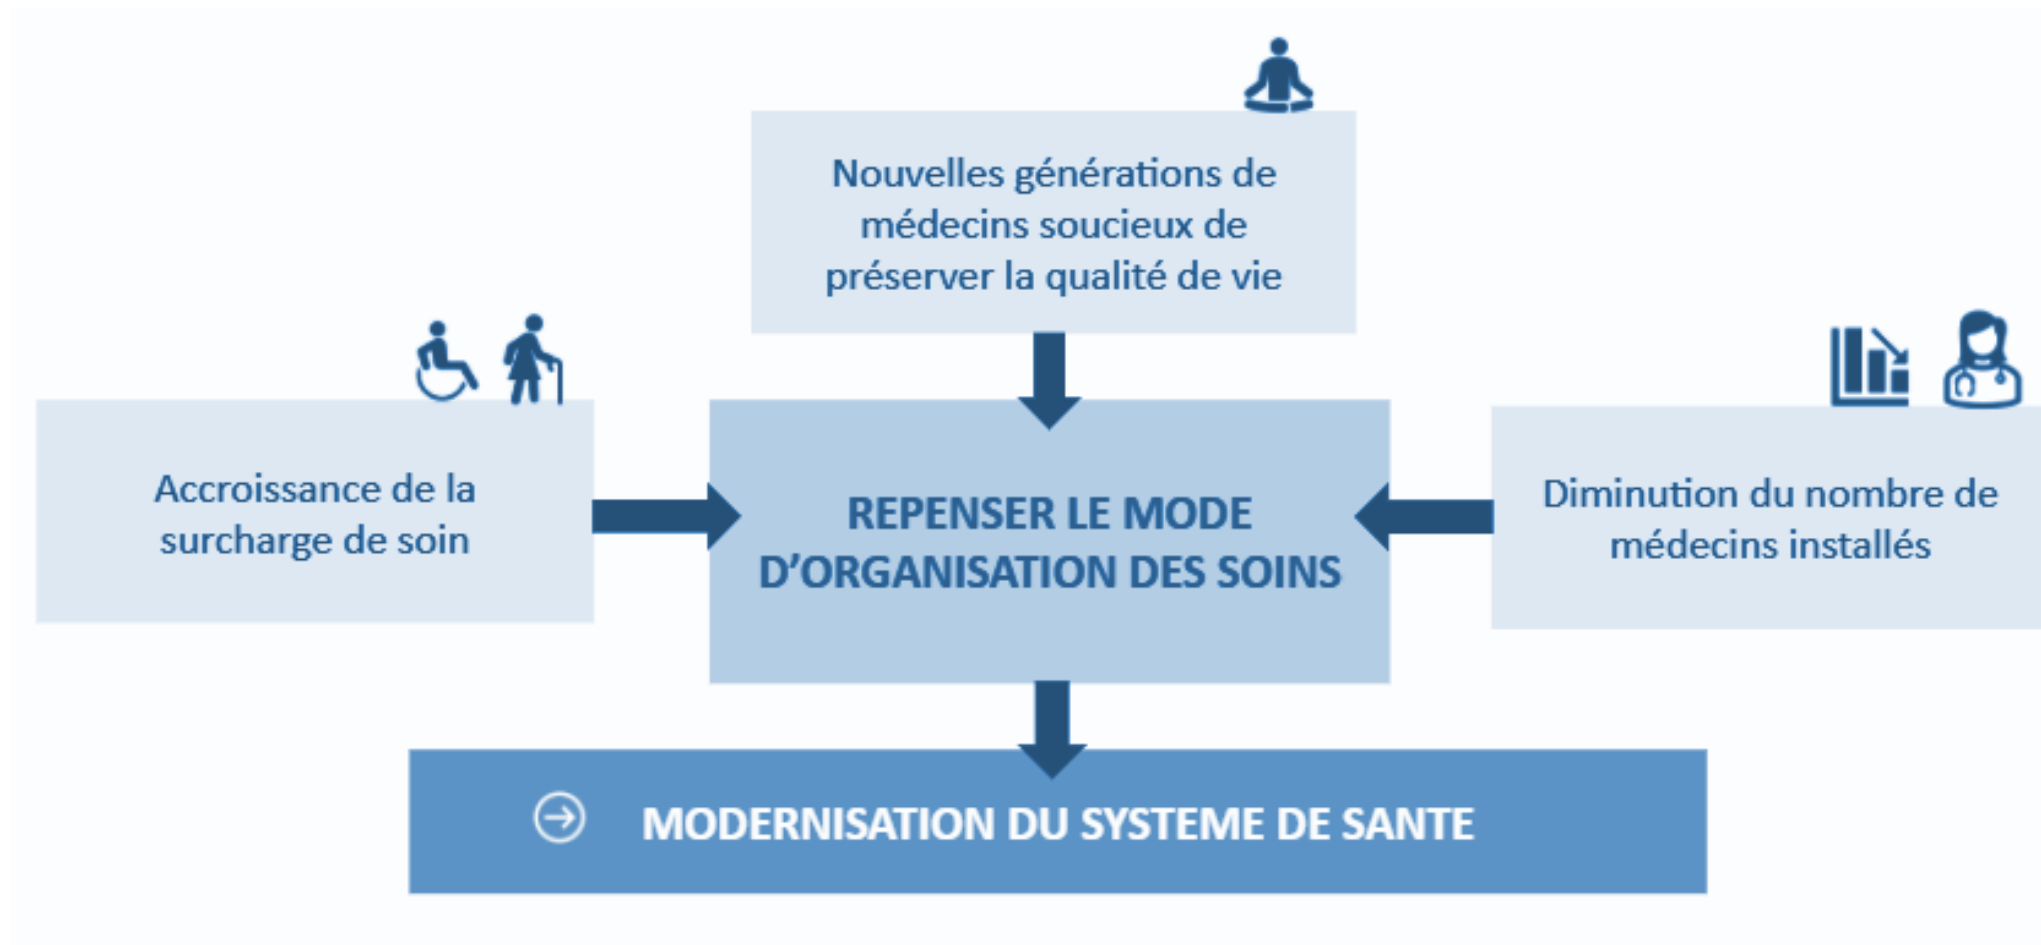 Nouvelles générations de
médecins soucieux de
préserver la qualité de vie
Accroissance de la
surcharge de soin
REPENSER LE MODE
D’ORGANISATION DES SOINS
Diminution du nombre de
médecins installés
MODERNISATION DU SYSTEME DE SANTE